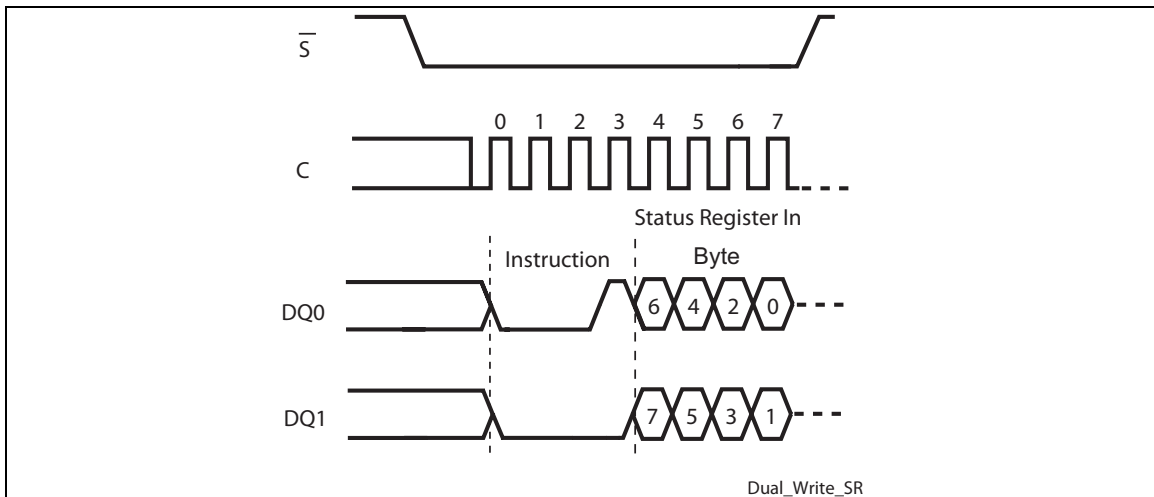 S
0 1 2 3 4 5 6 7
C
Status Register In
Instruction Byte
DQ0 6 4 2 0
DQ1 7 5 3 1
Dual_Write_SR